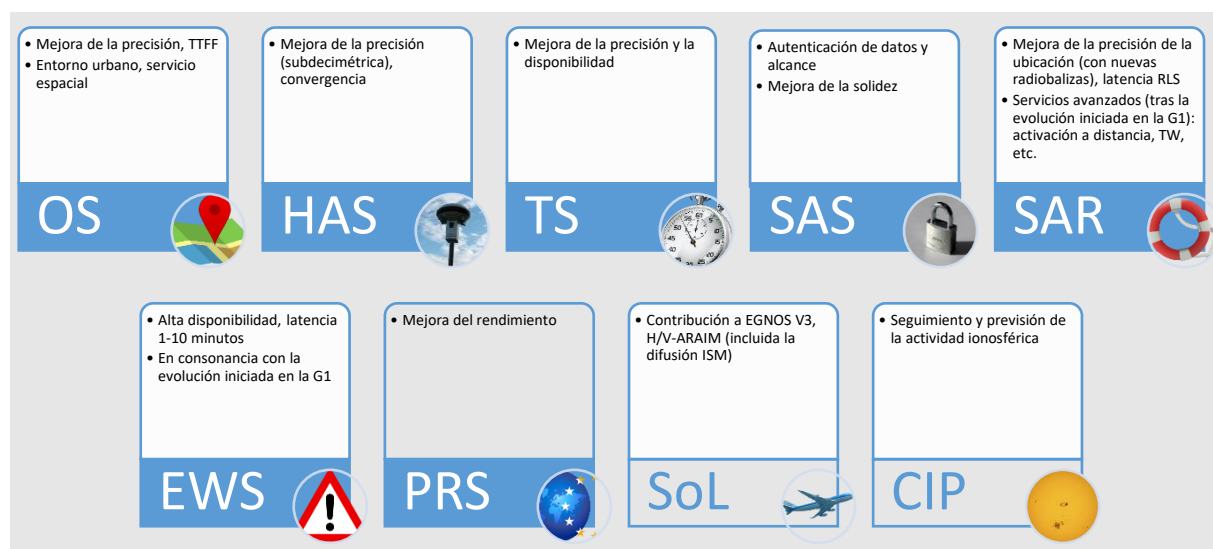 • Mejora de la precisión, TTFF
• Entorno urbano, servicio
espacial
OS
• Mejora de la precisión
(subdecimétrica),
convergencia
HAS
• Mejora de la precisión y la
disponibilidad
TS
• Autenticación de datos y
alcance
• Mejora de la solidez
SAS
• Mejora de la precisión de la
ubicación (con nuevas
radiobalizas), latencia RLS
• Servicios avanzados (tras la
evolución iniciada en la G1):
activación a distancia, TW,
etc.
SAR
• Alta disponibilidad, latencia
1-10 minutos
• En consonancia con la
evolución iniciada en la G1
EWS
• Mejora del rendimiento
PRS
• Contribución a EGNOS V3,
H/V-ARAIM (incluida la
difusión ISM)
SoL
• Seguimiento y previsión de
la actividad ionosférica
CIP